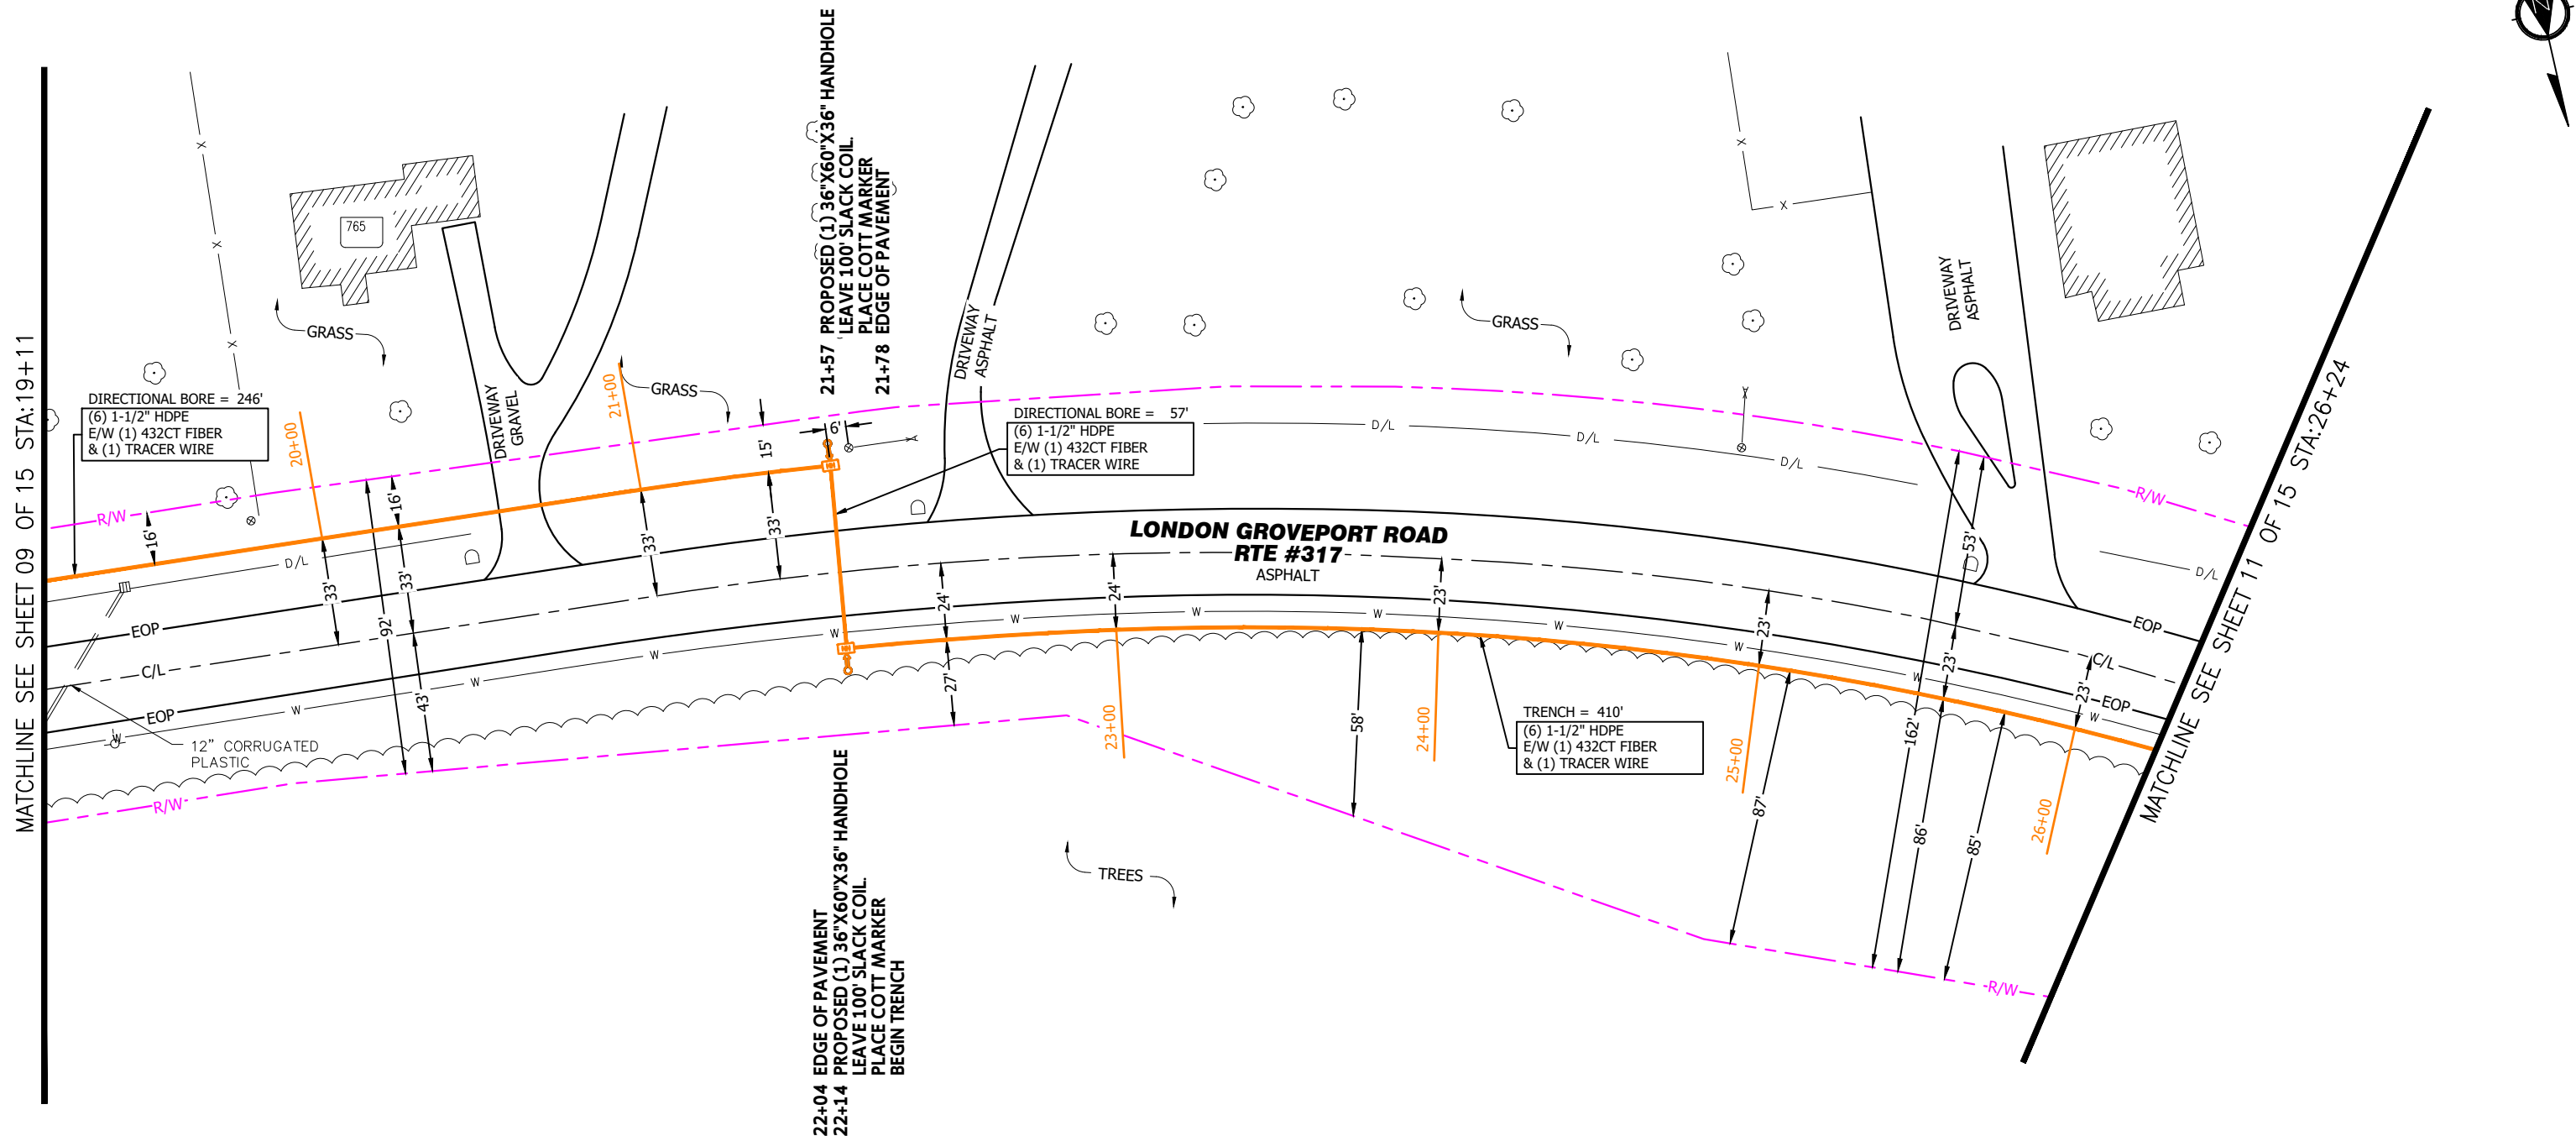 MATCHLINE SEE SHEET 09 OF 15 STA:19+11
DIRECTIONAL BORE = 246'
(6) 1-1/2" HDPE
E/W (1) 432CT FIBER
& (1) TRACER WIRE
R/W
16'
20+00
765
GRASS
D/L
33'
16'
33'
92'
43'
EOP
C/L
EOP
W
W
W
W
W
12" CORRUGATED
PLASTIC
R/W
DRIVEWAY
GRAVEL
21+00
GRASS
33'
15'
33'
6'
21+57 PROPOSED (1) 36"X60"X36" HANDHOLE
LEAVE 100' SLACK COIL.
PLACE COTT MARKER
21+78 EDGE OF PAVEMENT
DRIVEWAY
ASPHALT
DIRECTIONAL BORE = 57'
(6) 1-1/2" HDPE
E/W (1) 432CT FIBER
& (1) TRACER WIRE
LONDON GROVEPORT ROAD
RTE #317
ASPHALT
22+04 EDGE OF PAVEMENT
22+14 PROPOSED (1) 36"X60"X36" HANDHOLE
LEAVE 100' SLACK COIL.
PLACE COTT MARKER
BEGIN TRENCH
24'
27'
24'
23+00
58'
23'
24+00
TREES
W
W
W
W
W
W
W
TRENCH = 410'
(6) 1-1/2" HDPE
E/W (1) 432CT FIBER
& (1) TRACER WIRE
GRASS
D/L
D/L
D/L
23'
25+00
87'
DRIVEWAY
ASPHALT
53'
23'
162'
86'
85'
23'
26+00
R/W
D/L
EOP
C/L
EOP
R/W
X
X
X
X
X
MATCHLINE SEE SHEET 11 OF 15 STA:26+24
N